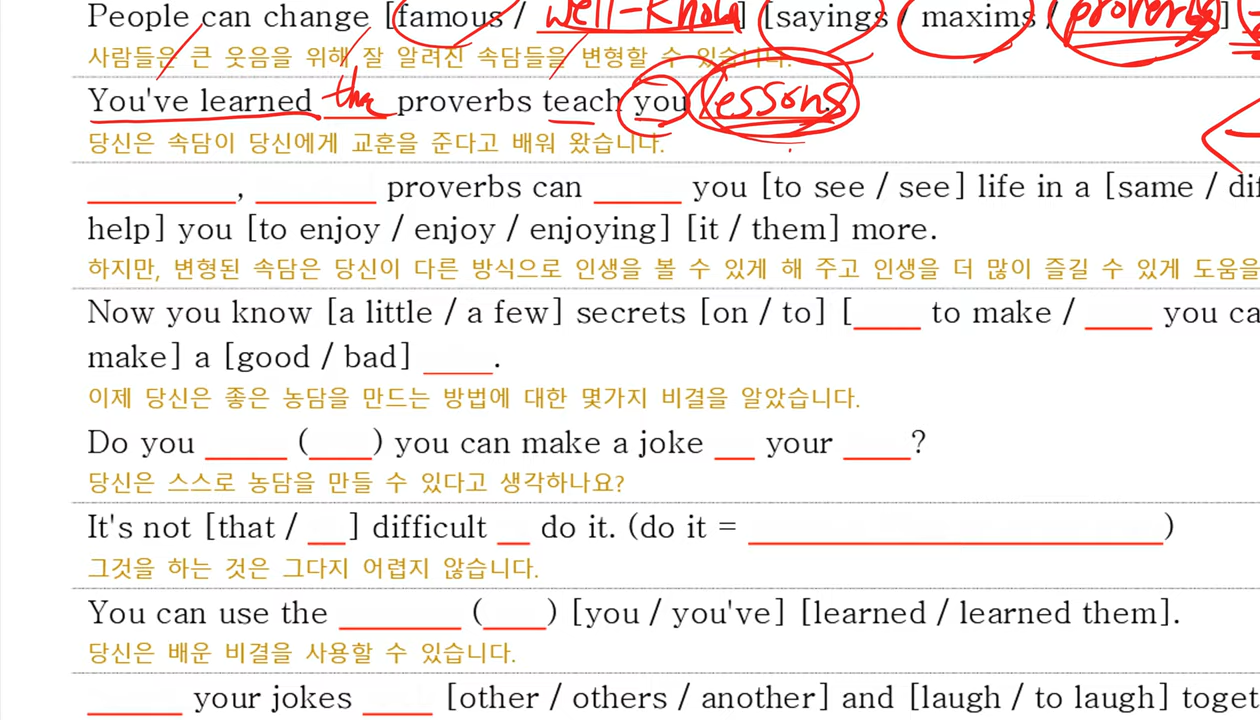 People can change [famous / well-know] [sayings / maxims / proverbs]
사람들은 큰 웃음을 위해 잘 알려진 속담들을 변형할 수 있습니다.
You've learned tha proverbs teach you lessons.
당신은 속담이 당신에게 교훈을 준다고 배워 왔습니다.
________, ________ proverbs can ______ you [to see / see] life in a [same /
help] you [to enjoy / enjoy / enjoying] [it / them] more.
하지만, 변형된 속담은 당신이 다른 방식으로 인생을 볼 수 있게 해 주고 인생을 더 많이 즐길 수 있게 도움을
Now you know [a little / a few] secrets [on / to] [____ to make / ____ you
make] a [good / bad] ____.
이제 당신은 좋은 농담을 만드는 방법에 대한 몇가지 비결을 알았습니다.
Do you _____ (____) you can make a joke __ your ____?
당신은 스스로 농담을 만들 수 있다고 생각하나요?
It's not [that / __] difficult __ do it. (do it = ____________________)
그것을 하는 것은 그다지 어렵지 않습니다.
You can use the _______ (____) [you / you've] [learned / learned them].
당신은 배운 비결을 사용할 수 있습니다.
_____ your jokes ____ [other / others / another] and [laugh / to laugh]